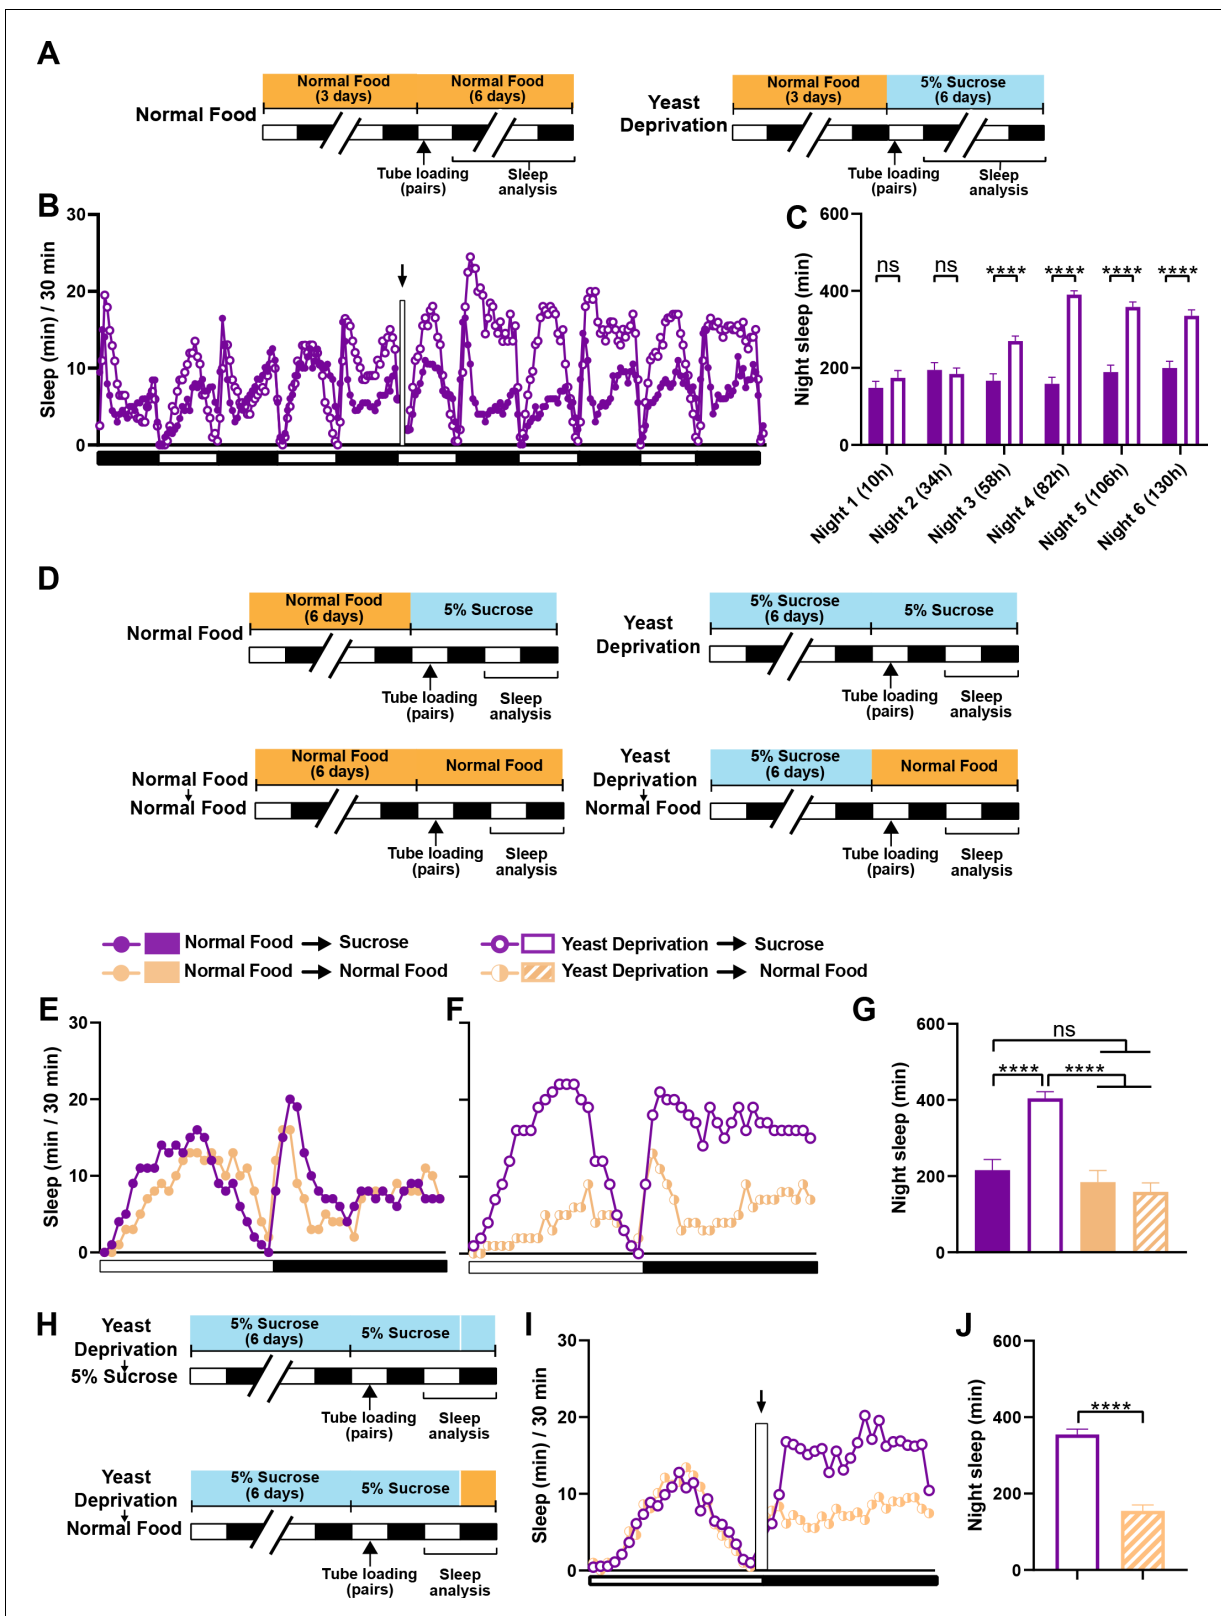 A
Normal Food
Normal Food
(3 days)
Normal Food
(6 days)
Tube loading
(pairs)
Sleep
analysis
Yeast
Deprivation
Normal Food
(3 days)
5% Sucrose
(6 days)
Tube loading
(pairs)
Sleep
analysis
B
Sleep (min) / 30 min
30
20
10
0
C
Night sleep (min)
600
400
200
0
ns
ns
****
****
****
****
Night 1 (10h)
Night 2 (34h)
Night 3 (58h)
Night 4 (82h)
Night 5 (106h)
Night 6 (130h)
D
Normal Food
Normal Food
(6 days)
5% Sucrose
Tube loading
(pairs)
Sleep
analysis
Yeast
Deprivation
5% Sucrose
(6 days)
5% Sucrose
Tube loading
(pairs)
Sleep
analysis
Normal Food
Normal Food
Normal Food
(6 days)
Normal Food
Tube loading
(pairs)
Sleep
analysis
Yeast
Deprivation
Normal Food
5% Sucrose
(6 days)
Normal Food
Tube loading
(pairs)
Sleep
analysis
Normal Food → Sucrose
Yeast Deprivation → Sucrose
Normal Food → Normal Food
Yeast Deprivation → Normal Food
E
Sleep (min / 30 min)
30
20
10
0
F
G
Night sleep (min)
600
400
200
0
ns
****
****
H
Yeast
Deprivation
5% Sucrose
5% Sucrose
(6 days)
5% Sucrose
Tube loading
(pairs)
Sleep
analysis
Yeast
Deprivation
Normal Food
5% Sucrose
(6 days)
5% Sucrose
Tube loading
(pairs)
Sleep
analysis
I
Sleep (min) / 30 min
30
20
10
0
J
Night sleep (min)
600
400
200
0
****